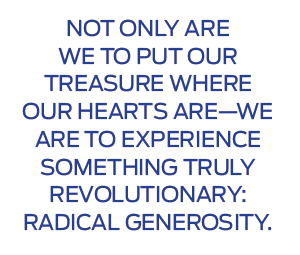 NOT ONLY ARE
WE TO PUT OUR
TREASURE WHERE
OUR HEARTS ARE—WE
ARE TO EXPERIENCE
SOMETHING TRULY
REVOLUTIONARY:
RADICAL GENEROSITY.